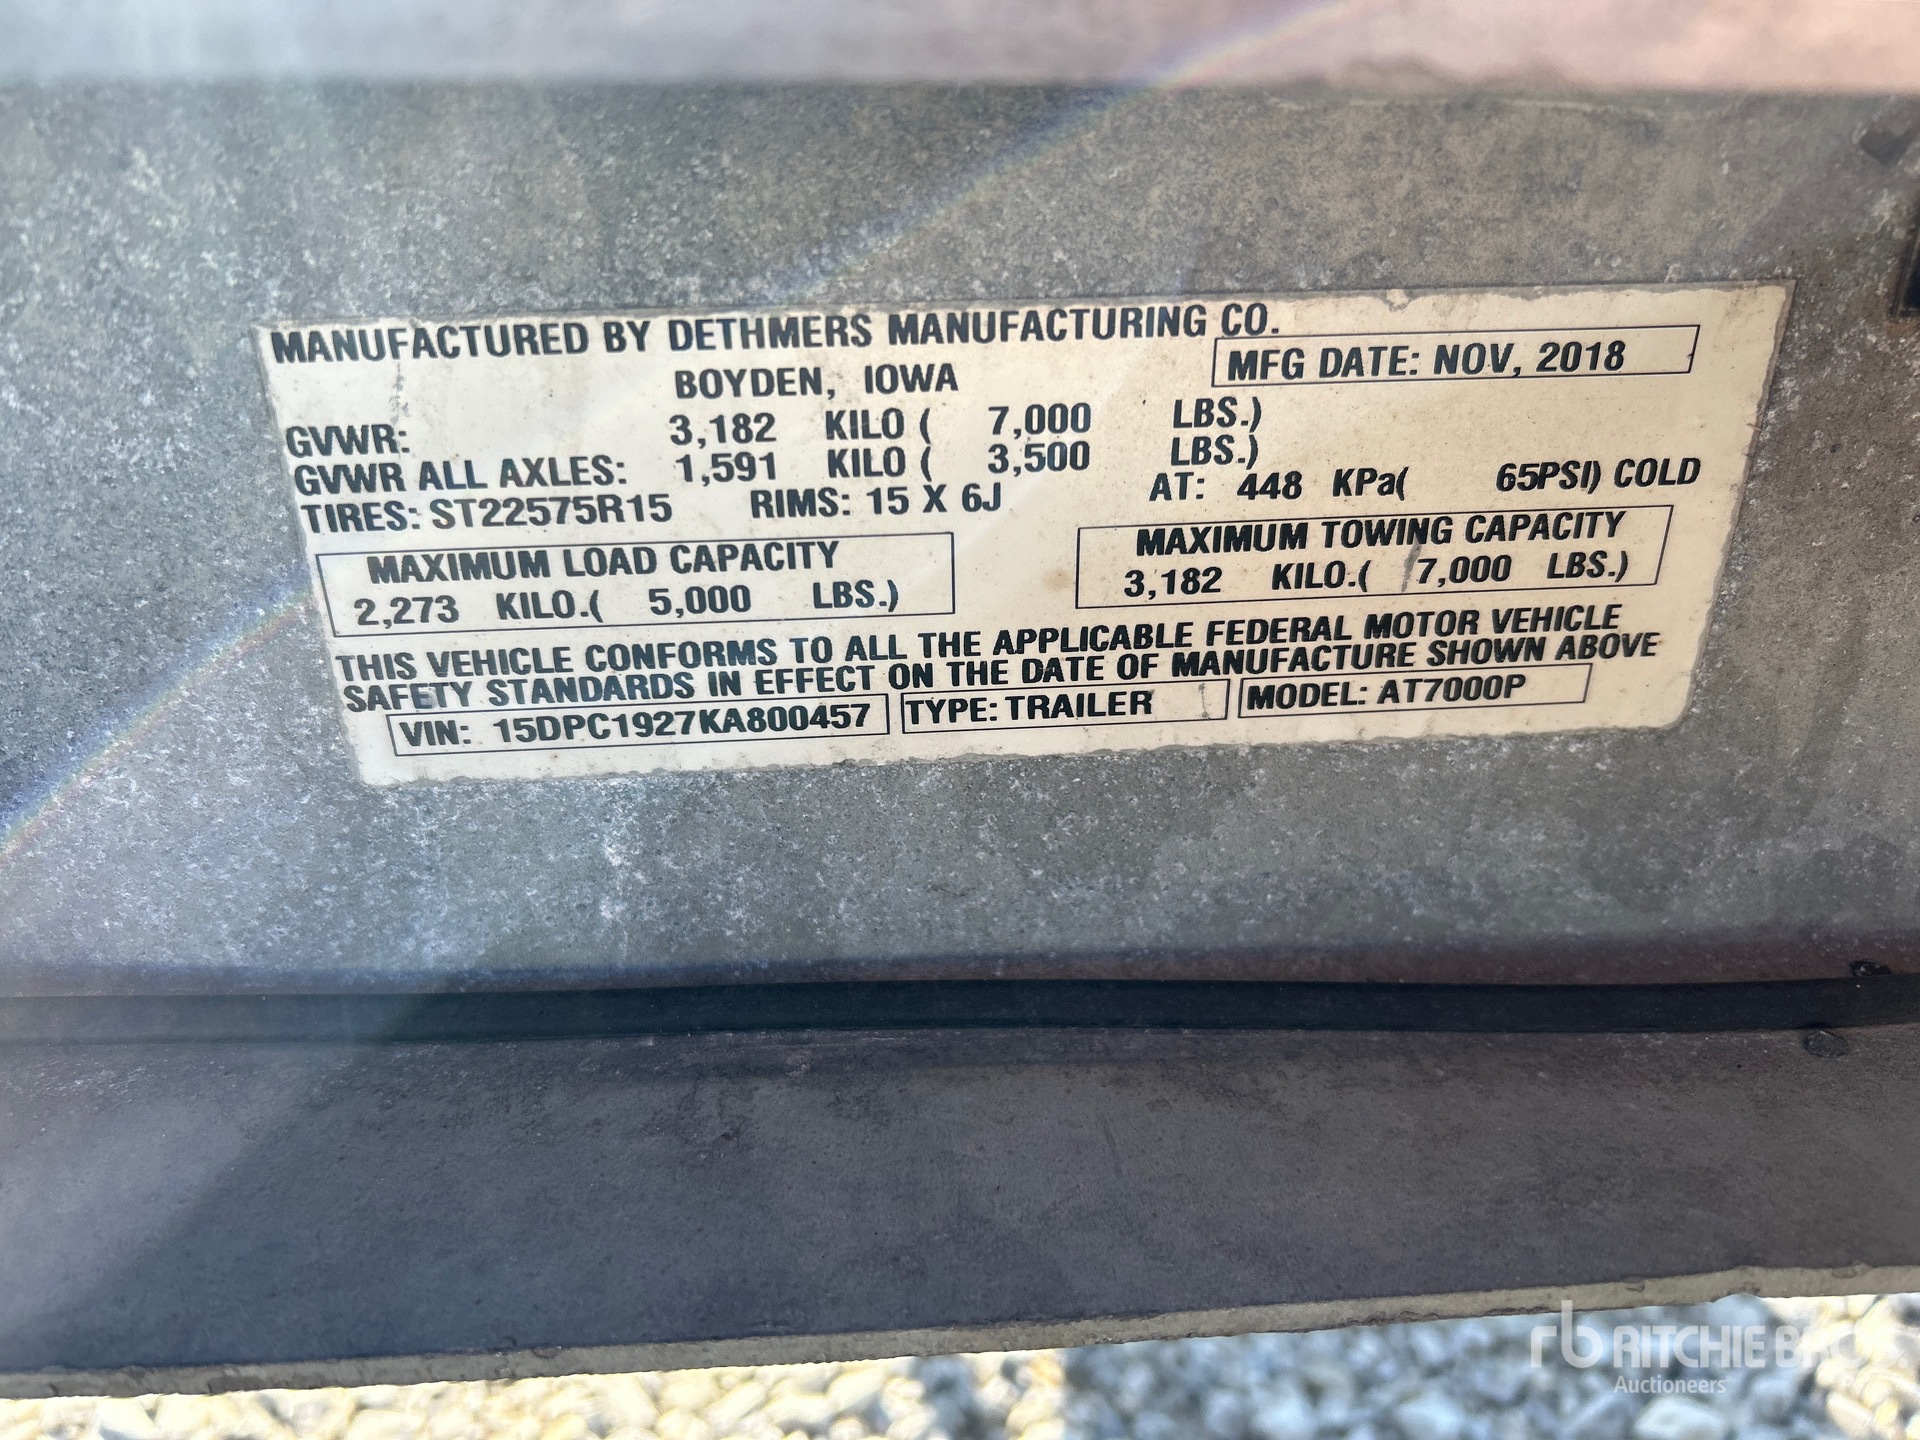 MANUFACTURED BY DETHMERS MANUFACTURING CO.
BOYDEN, IOWA
MFG DATE: NOV, 2018
GVWR: 3,182 KILO ( 7,000 LBS.)
GVWR ALL AXLES: 1,591 KILO ( 3,500 LBS.)
TIRES: ST22575R15 RIMS: 15 X 6J AT: 448 KPa( 65PSI) COLD
MAXIMUM LOAD CAPACITY
2,273 KILO.( 5,000 LBS.)
MAXIMUM TOWING CAPACITY
3,182 KILO.( 7,000 LBS.)
THIS VEHICLE CONFORMS TO ALL THE APPLICABLE FEDERAL MOTOR VEHICLE
SAFETY STANDARDS IN EFFECT ON THE DATE OF MANUFACTURE SHOWN ABOVE
VIN: 15DPC1927KA800457 TYPE: TRAILER MODEL: AT7000P
rb RITCHIE
Auctioneers